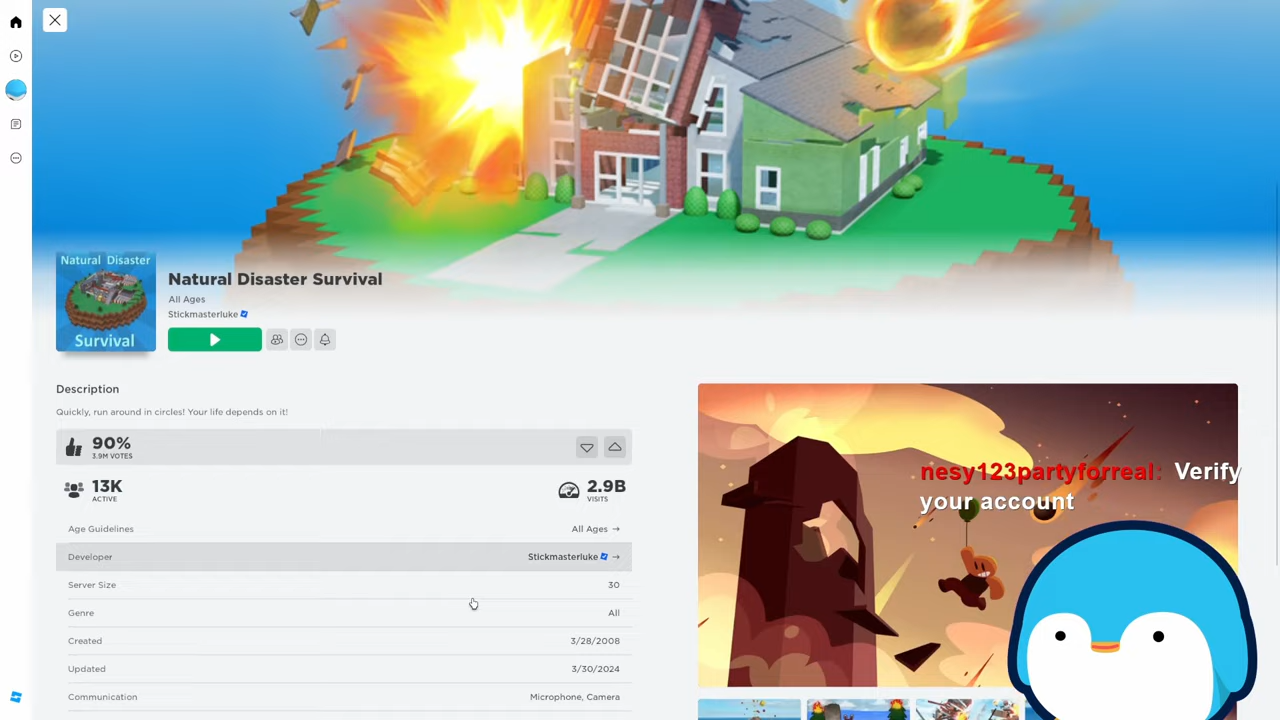 Natural Disaster
Survival
Natural Disaster Survival
All Ages
Stickmasterluke
Description
Quickly, run around in circles! Your life depends on it!
90%
3.9M VOTES
13K
ACTIVE
2.9B
VISITS
Age Guidelines All Ages →
Developer Stickmasterluke →
Server Size 30
Genre All
Created 3/28/2008
Updated 3/30/2024
Communication Microphone, Camera
nesy123partyforreal: Verify
your account